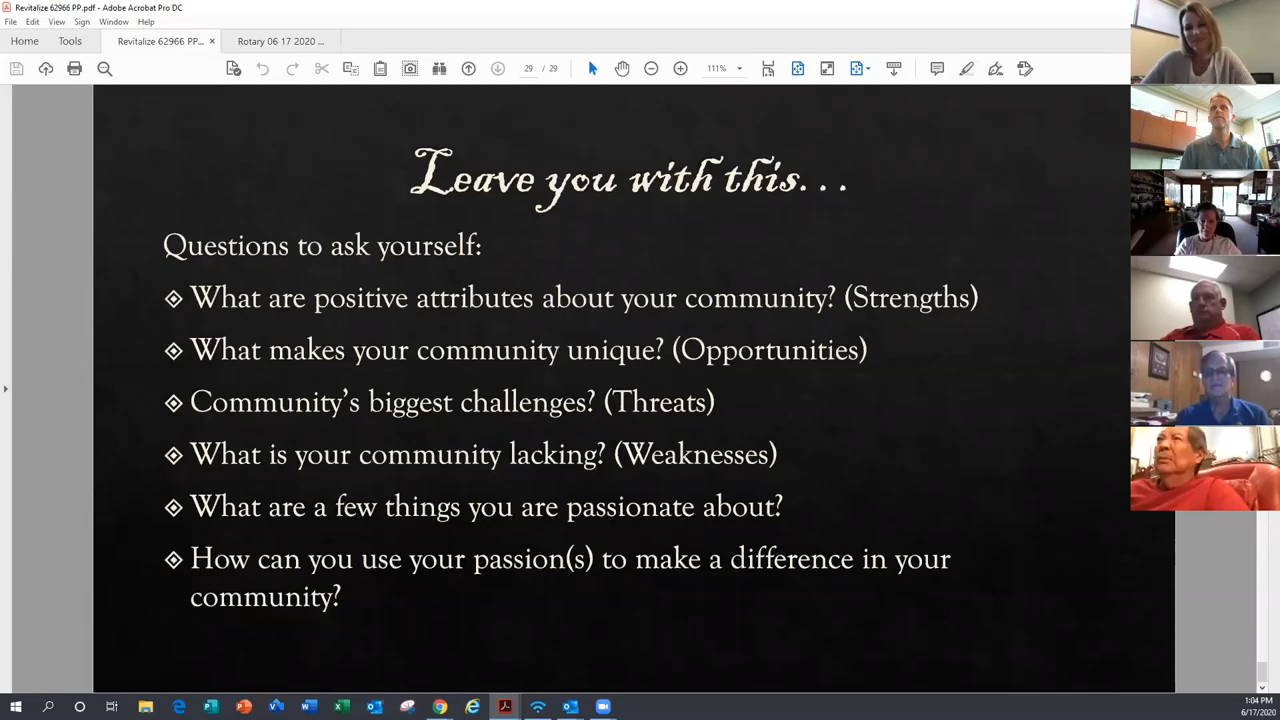 Revitalize 62966 PP.pdf - Adobe Acrobat Pro DC
File Edit View Sign Window Help
Home Tools Revitalize 62966 PP... × Rotary 06 17 2020 ...
29 / 29 111%
Leave you with this...
Questions to ask yourself:
What are positive attributes about your community? (Strengths)
What makes your community unique? (Opportunities)
Community's biggest challenges? (Threats)
What is your community lacking? (Weaknesses)
What are a few things you are passionate about?
How can you use your passion(s) to make a difference in your
community?
1:04 PM
6/17/2020